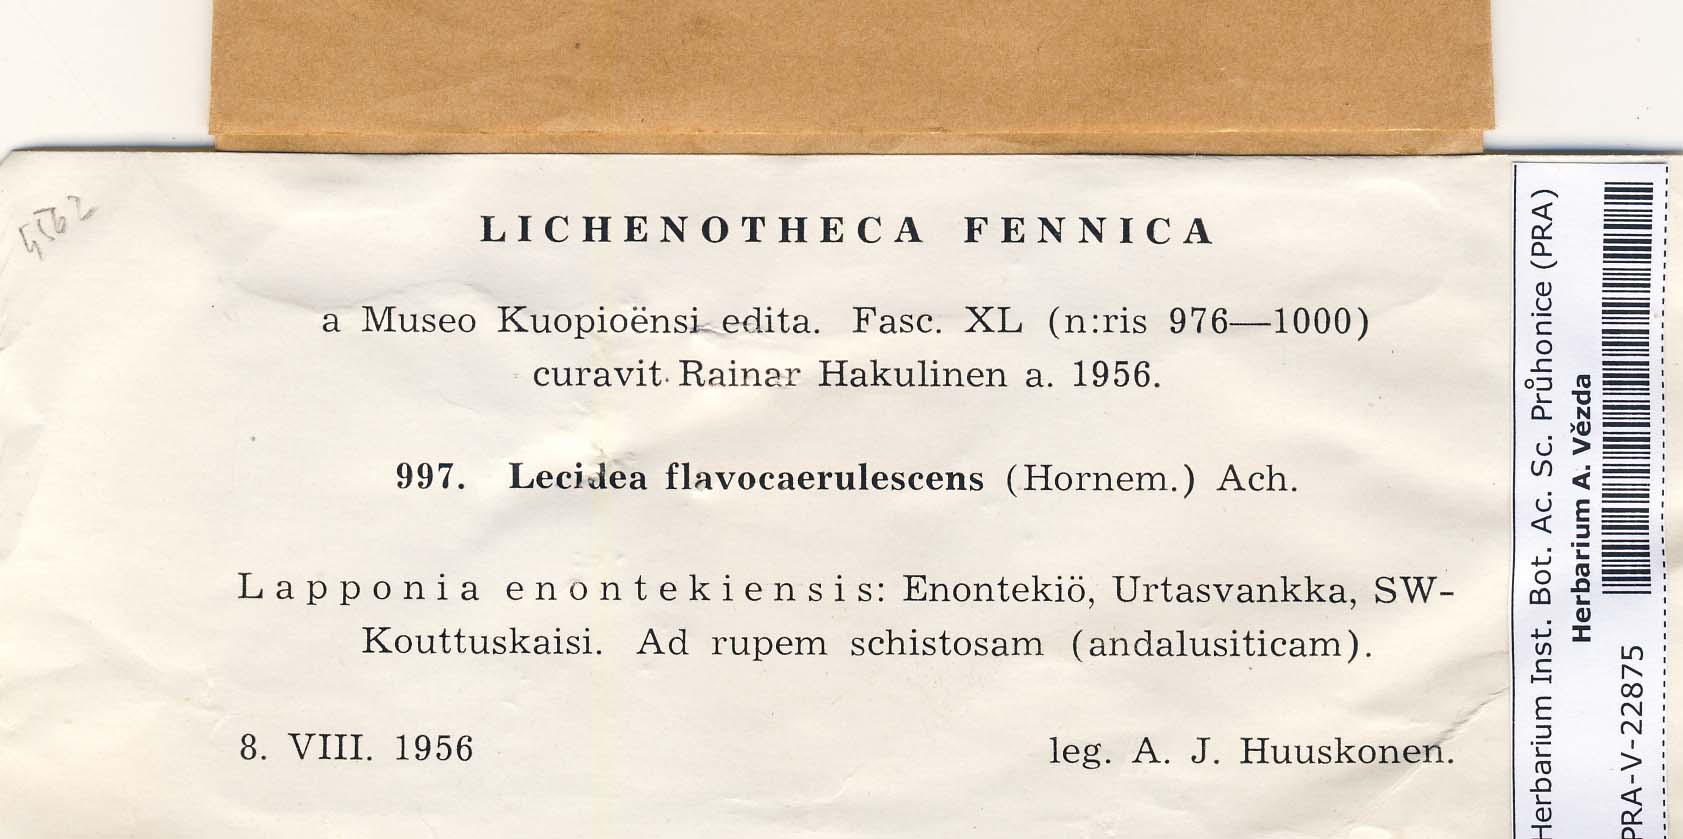 4562
LICHENOTHECA FENNICA
a Museo Kuopioënsi edita. Fasc. XL (n:ris 976—1000)
curavit Rainar Hakulinen a. 1956.
997. Lecidea flavocaerulescens (Hornem.) Ach.
Lapponia enontekiensis: Enontekiö, Urtasvankka, SW-
Kouttuskaisi. Ad rupem schistosam (andalusiticam).
8. VIII. 1956 leg. A. J. Huuskonen.
Herbarium Inst. Bot. Ac. Sc. Průhonice (PRA)
Herbarium A. Vězda
PRA-V-22875